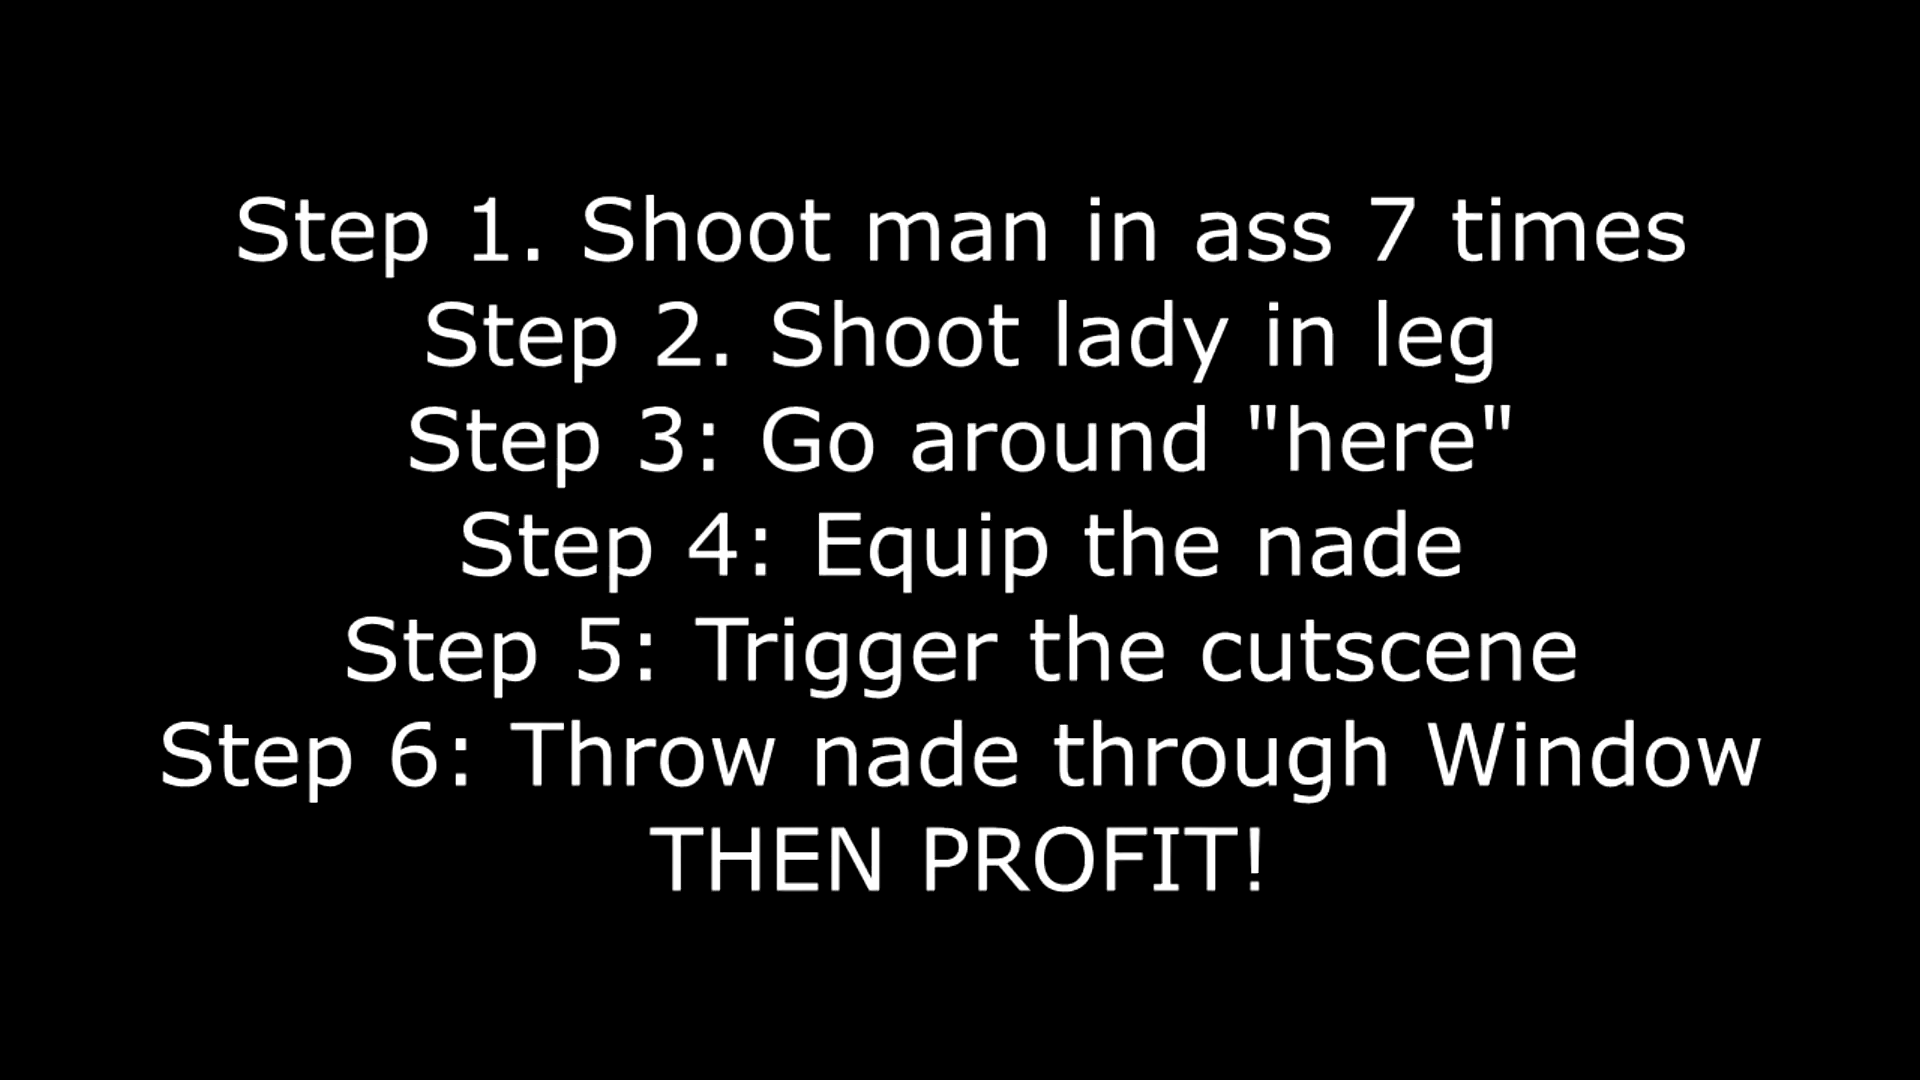 Step 1. Shoot man in ass 7 times
Step 2. Shoot lady in leg
Step 3: Go around "here"
Step 4: Equip the nade
Step 5: Trigger the cutscene
Step 6: Throw nade through Window
THEN PROFIT!